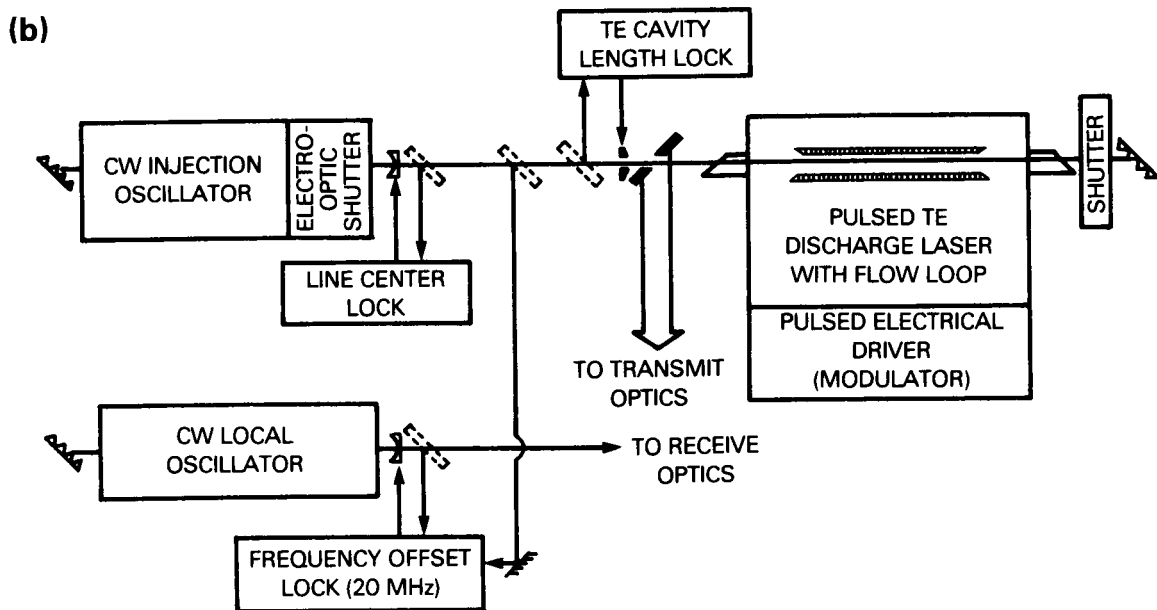 (b)
TE CAVITY
LENGTH LOCK
CW INJECTION
OSCILLATOR
ELECTRO-
OPTIC
SHUTTER
LINE CENTER
LOCK
SHUTTER
PULSED TE
DISCHARGE LASER
WITH FLOW LOOP
PULSED ELECTRICAL
DRIVER
(MODULATOR)
TO TRANSMIT
OPTICS
CW LOCAL
OSCILLATOR
TO RECEIVE
OPTICS
FREQUENCY OFFSET
LOCK (20 MHz)